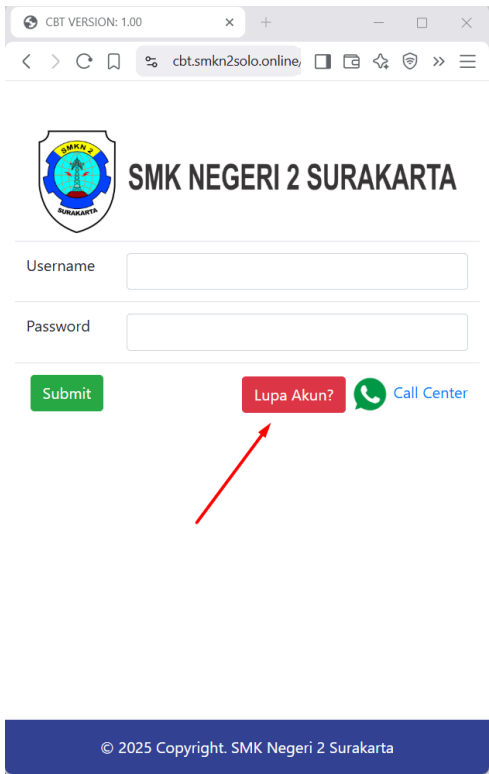 CBT VERSION: 1.00
cbt.smkn2solo.online/
SMKN 2
SURAKARTA
SMK NEGERI 2 SURAKARTA
Username
Password
Submit
Lupa Akun?
Call Center
© 2025 Copyright. SMK Negeri 2 Surakarta